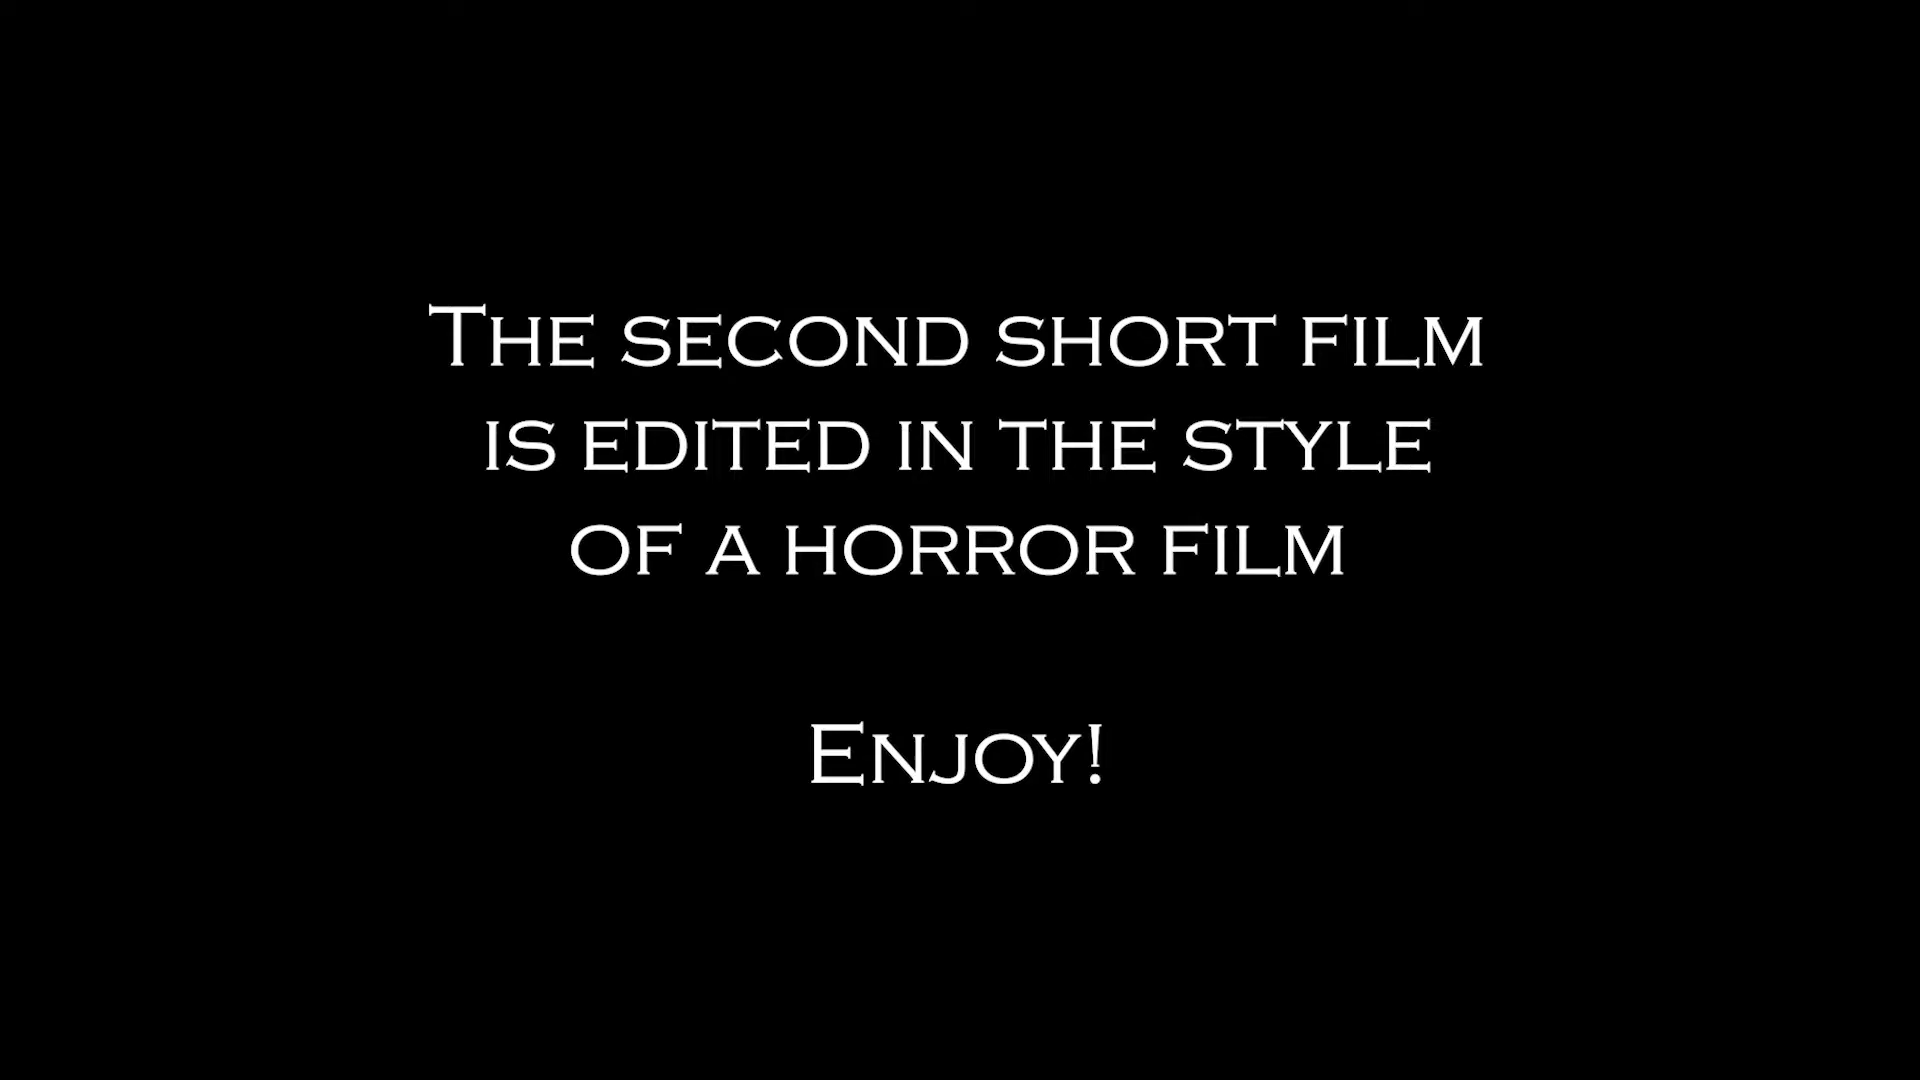 The second short film
is edited in the style
of a horror film
Enjoy!